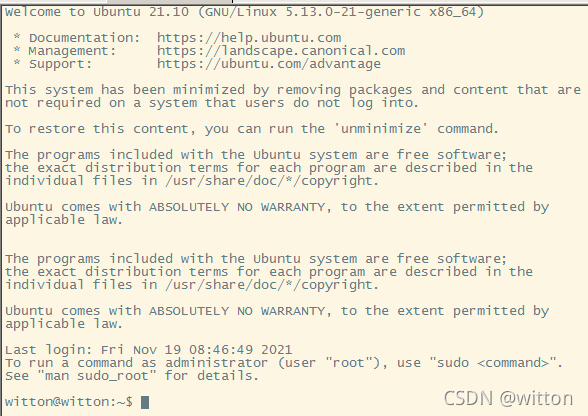 Welcome to Ubuntu 21.10 (GNU/Linux 5.13.0-21-generic x86_64)
* Documentation:  https://help.ubuntu.com
* Management:     https://landscape.canonical.com
* Support:        https://ubuntu.com/advantage
This system has been minimized by removing packages and content that are
not required on a system that users do not log into.
To restore this content, you can run the 'unminimize' command.
The programs included with the Ubuntu system are free software;
the exact distribution terms for each program are described in the
individual files in /usr/share/doc/*/copyright.
Ubuntu comes with ABSOLUTELY NO WARRANTY, to the extent permitted by
applicable law.
The programs included with the Ubuntu system are free software;
the exact distribution terms for each program are described in the
individual files in /usr/share/doc/*/copyright.
Ubuntu comes with ABSOLUTELY NO WARRANTY, to the extent permitted by
applicable law.
Last login: Fri Nov 19 08:46:49 2021
To run a command as administrator (user "root"), use "sudo <command>".
See "man sudo_root" for details.
witton@witton:~$
CSDN @witton